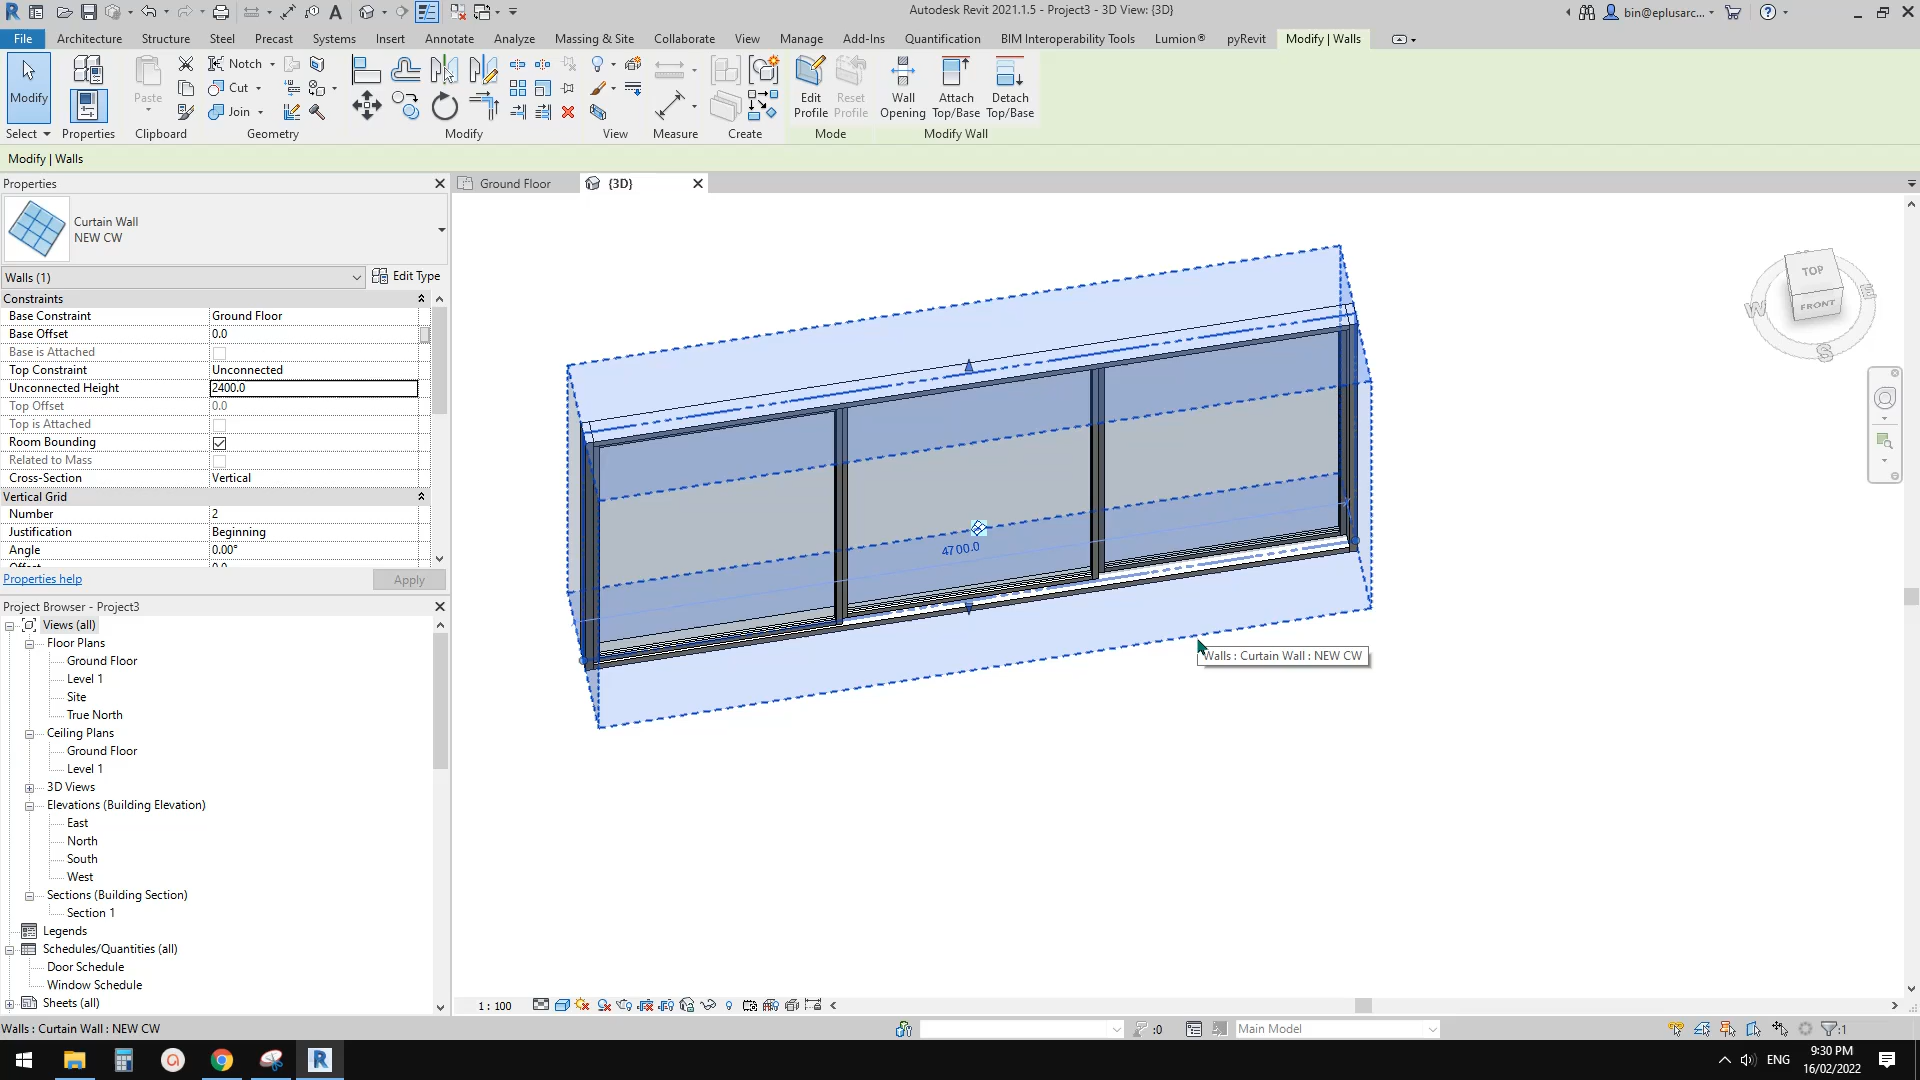 Autodesk Revit 2021.1.5 - Project3 - 3D View: {3D}
bin@eplusarc...
File Architecture Structure Steel Precast Systems Insert Annotate Analyze Massing & Site Collaborate View Manage Add-Ins Quantification BIM Interoperability Tools Lumion® pyRevit Modify | Walls
Modify
Select
Properties
Paste
Clipboard
Notch
Cut
Join
Geometry
Modify
View
Measure
Create
Edit Profile
Reset Profile
Mode
Wall Opening
Attach Top/Base
Detach Top/Base
Modify Wall
Modify | Walls
Properties
Curtain Wall
NEW CW
Walls (1)
Edit Type
Constraints
Base Constraint Ground Floor
Base Offset 0.0
Base is Attached
Top Constraint Unconnected
Unconnected Height 2400.0
Top Offset 0.0
Top is Attached
Room Bounding
Related to Mass
Cross-Section Vertical
Vertical Grid
Number 2
Justification Beginning
Angle 0.00°
Offset 0.0
Properties help
Apply
Project Browser - Project3
Views (all)
Floor Plans
Ground Floor
Level 1
Site
True North
Ceiling Plans
Ground Floor
Level 1
3D Views
Elevations (Building Elevation)
East
North
South
West
Sections (Building Section)
Section 1
Legends
Schedules/Quantities (all)
Door Schedule
Window Schedule
Sheets (all)
Ground Floor
{3D}
4700.0
Walls : Curtain Wall : NEW CW
TOP
FRONT
W
E
S
1 : 100
Walls : Curtain Wall : NEW CW
:0
Main Model
:1
ENG
9:30 PM
16/02/2022